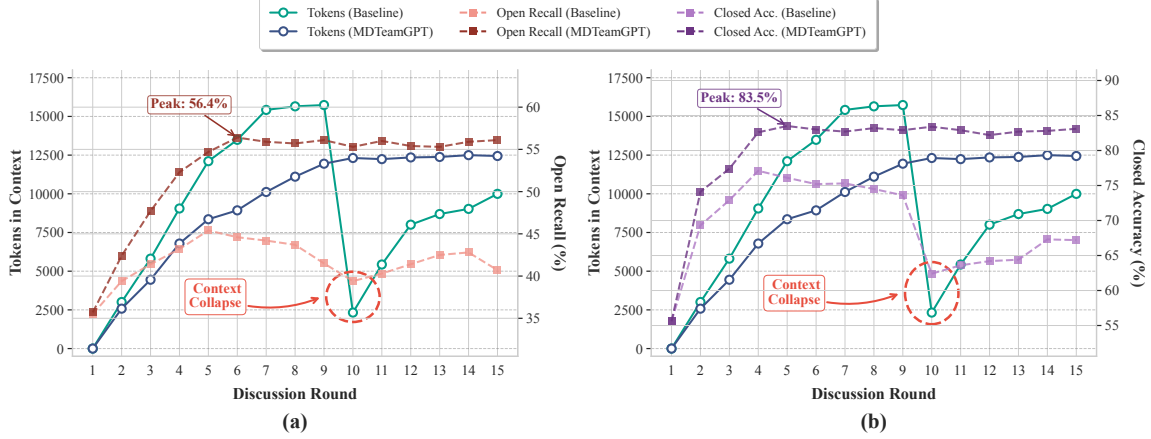 Tokens (Baseline) Open Recall (Baseline) Closed Acc. (Baseline)
Tokens (MDTeamGPT) Open Recall (MDTeamGPT) Closed Acc. (MDTeamGPT)
Tokens in Context
17500
15000
12500
10000
7500
5000
2500
0
Peak: 56.4%
Context
Collapse
60
55
50
45
40
35
Open Recall (%)
1 2 3 4 5 6 7 8 9 10 11 12 13 14 15
Discussion Round
(a)
Tokens in Context
17500
15000
12500
10000
7500
5000
2500
0
Peak: 83.5%
Context
Collapse
90
85
80
75
70
65
60
55
Closed Accuracy (%)
1 2 3 4 5 6 7 8 9 10 11 12 13 14 15
Discussion Round
(b)